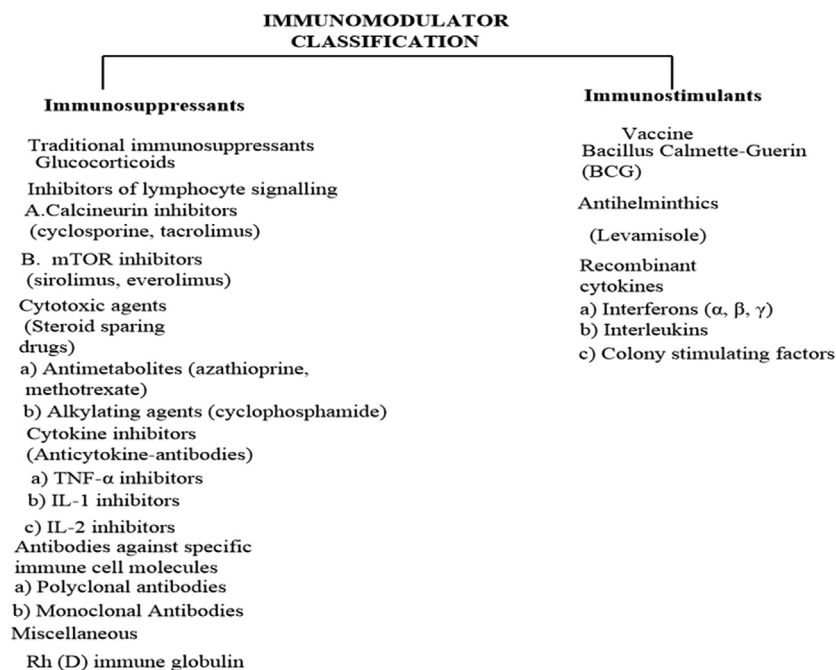 IMMUNOMODULATOR
CLASSIFICATION
Immunosuppressants
Traditional immunosuppressants
Glucocorticoids
Inhibitors of lymphocyte signalling
A.Calcineurin inhibitors
(cyclosporine, tacrolimus)
B. mTOR inhibitors
(sirolimus, everolimus)
Cytotoxic agents
(Steroid sparing
drugs)
a) Antimetabolites (azathioprine,
methotrexate)
b) Alkylating agents (cyclophosphamide)
Cytokine inhibitors
(Anticytokine-antibodies)
a) TNF-α inhibitors
b) IL-1 inhibitors
c) IL-2 inhibitors
Antibodies against specific
immune cell molecules
a) Polyclonal antibodies
b) Monoclonal Antibodies
Miscellaneous
Rh (D) immune globulin
Immunostimulants
Vaccine
Bacillus Calmette-Guerin
(BCG)
Antihelminthics
(Levamisole)
Recombinant
cytokines
a) Interferons (α, β, γ)
b) Interleukins
c) Colony stimulating factors